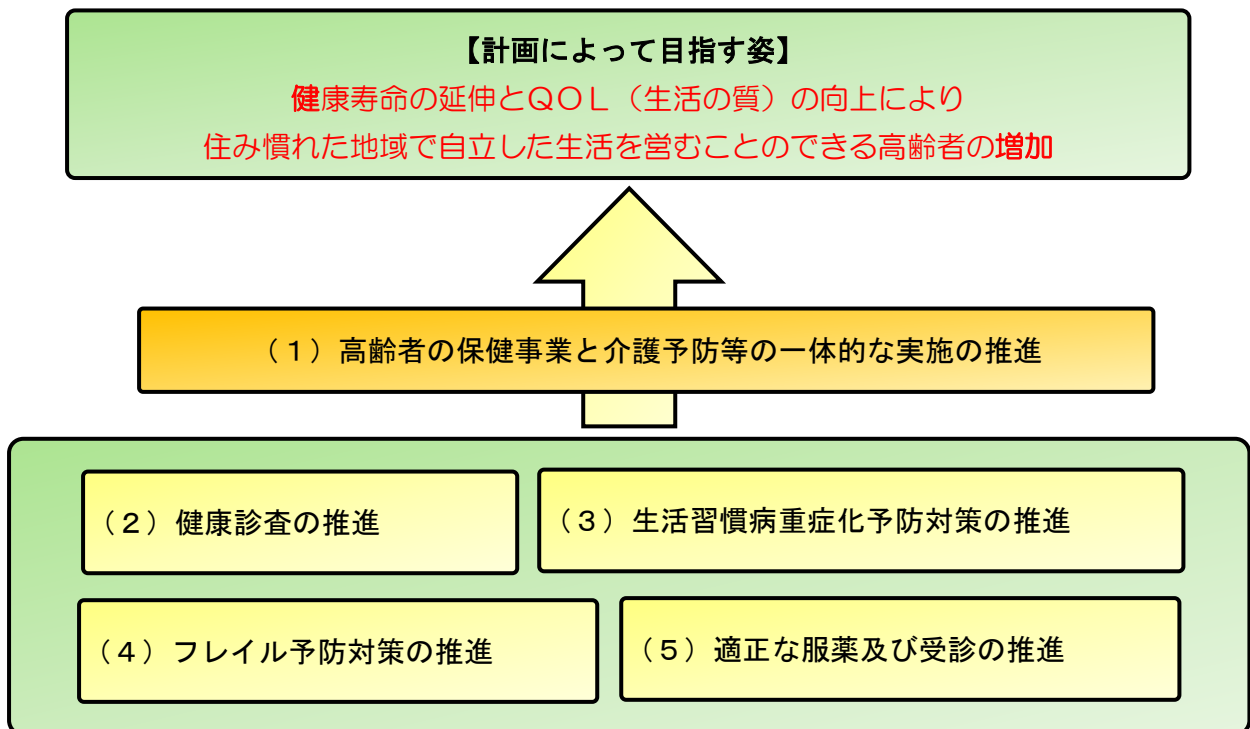 【計画によって目指す姿】
健康寿命の延伸とQOL（生活の質）の向上により
住み慣れた地域で自立した生活を営むことのできる高齢者の増加
（１）高齢者の保健事業と介護予防等の一体的な実施の推進
（２）健康診査の推進
（３）生活習慣病重症化予防対策の推進
（４）フレイル予防対策の推進
（５）適正な服薬及び受診の推進